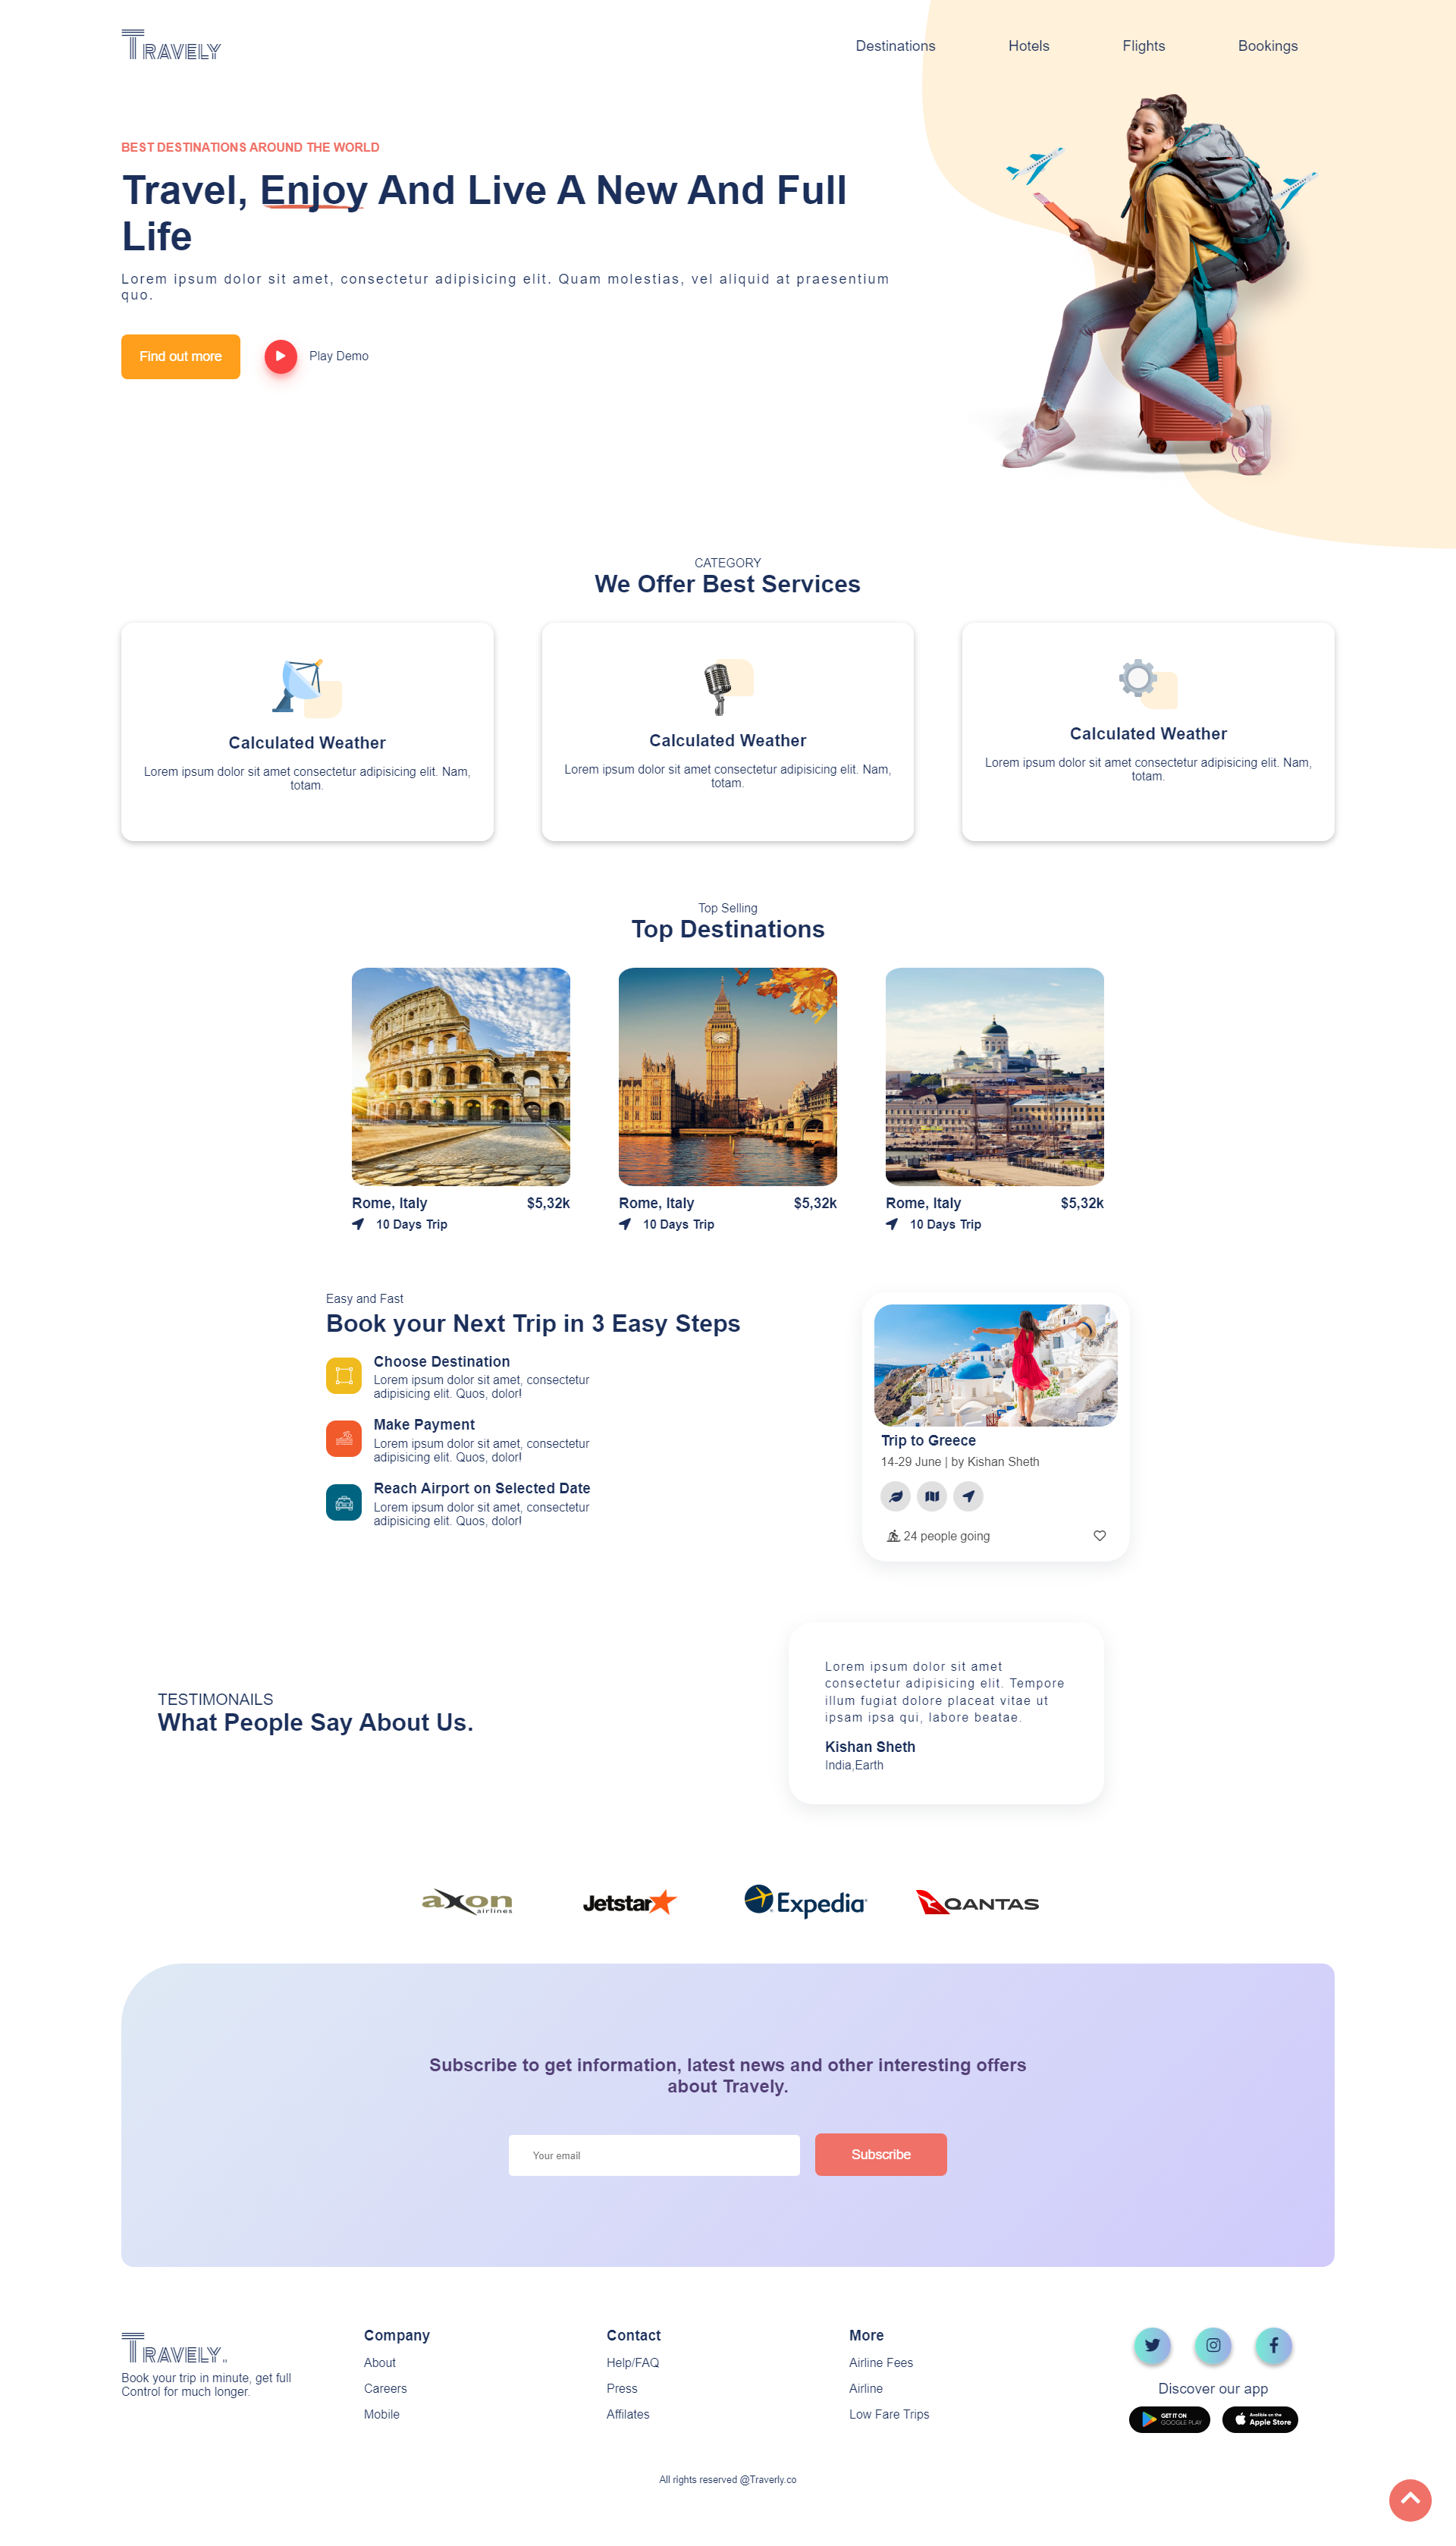 Travely
Destinations
Hotels
Flights
Bookings
BEST DESTINATIONS AROUND THE WORLD
Travel, Enjoy And Live A New And Full
Life
Lorem ipsum dolor sit amet, consectetur adipisicing elit. Quam molestias, vel aliquid at praesentium
quo.
Find out more
Play Demo
CATEGORY
We Offer Best Services
Calculated Weather
Lorem ipsum dolor sit amet consectetur adipisicing elit. Nam,
totam.
Calculated Weather
Lorem ipsum dolor sit amet consectetur adipisicing elit. Nam,
totam.
Calculated Weather
Lorem ipsum dolor sit amet consectetur adipisicing elit. Nam,
totam.
Top Selling
Top Destinations
Rome, Italy
$5,32k
10 Days Trip
Rome, Italy
$5,32k
10 Days Trip
Rome, Italy
$5,32k
10 Days Trip
Easy and Fast
Book your Next Trip in 3 Easy Steps
Choose Destination
Lorem ipsum dolor sit amet, consectetur
adipisicing elit. Quos, dolor!
Make Payment
Lorem ipsum dolor sit amet, consectetur
adipisicing elit. Quos, dolor!
Reach Airport on Selected Date
Lorem ipsum dolor sit amet, consectetur
adipisicing elit. Quos, dolor!
Trip to Greece
14-29 June | by Kishan Sheth
24 people going
TESTIMONAILS
What People Say About Us.
Lorem ipsum dolor sit amet
consectetur adipisicing elit. Tempore
illum fugiat dolore placeat vitae ut
ipsam ipsa qui, labore beatae.
Kishan Sheth
India,Earth
axon
airlines
Jetstar
Expedia
QANTAS
Subscribe to get information, latest news and other interesting offers
about Travely.
Your email
Subscribe
Travely
Book your trip in minute, get full
Control for much longer.
Company
About
Careers
Mobile
Contact
Help/FAQ
Press
Affilates
More
Airline Fees
Airline
Low Fare Trips
Discover our app
GET IT ON
GOOGLE PLAY
Available on the
Apple Store
All rights reserved @Traverly.co